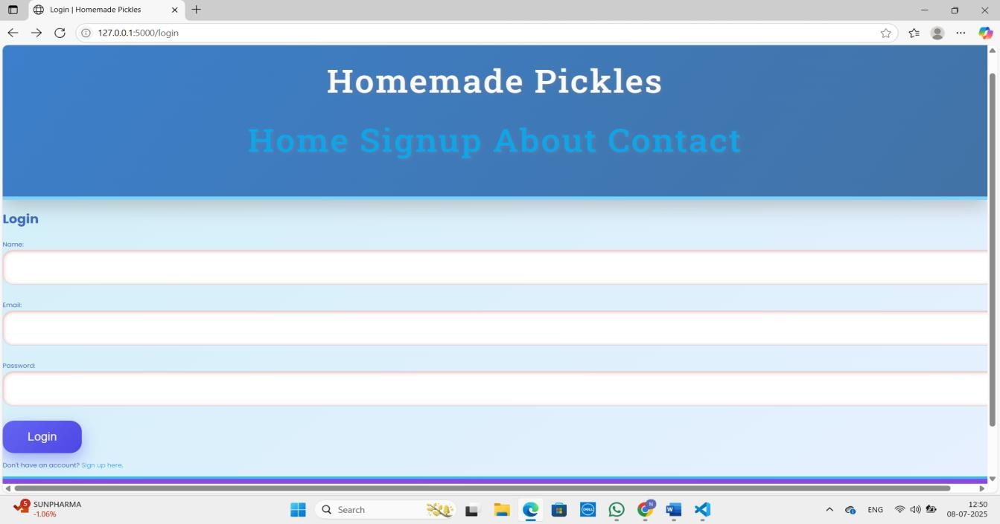 Login | Homemade Pickles
127.0.0.1:5000/login
Homemade Pickles
Home Signup About Contact
Login
Name:
Email:
Password:
Login
Don't have an account? Sign up here.
5 SUNPHARMA
-1.06%
Search
DELL
N
W
ENG
12:50
08-07-2025